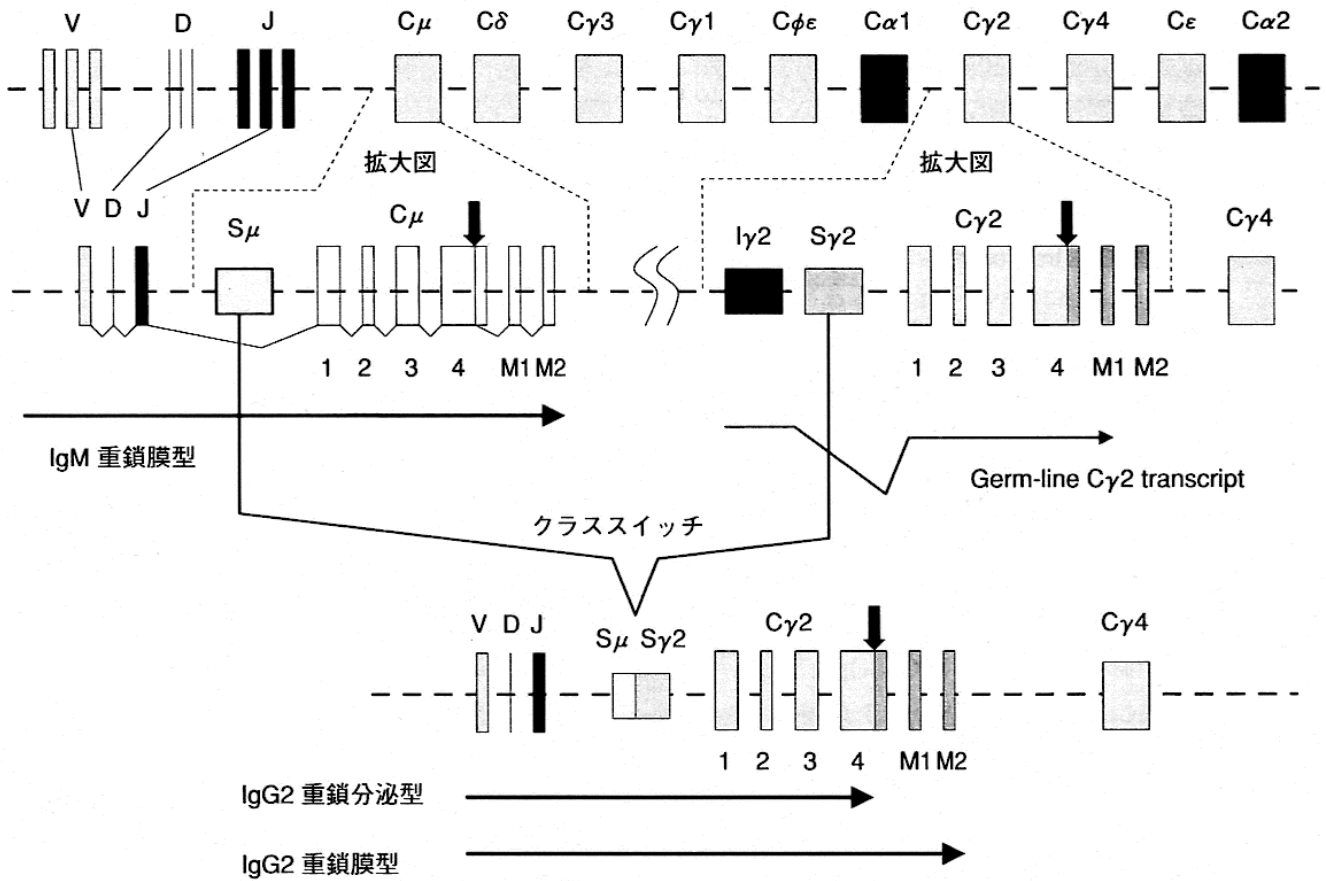 V D J Cμ Cδ Cγ3 Cγ1 Cφε Cα1 Cγ2 Cγ4 Cε Cα2
拡大図 拡大図
V D J Sμ Cμ Iγ2 Sγ2 Cγ2 Cγ4
1 2 3 4 M1 M2 1 2 3 4 M1 M2
IgM 重鎖膜型
Germ-line Cγ2 transcript
クラススイッチ
V D J Sμ Sγ2 Cγ2 Cγ4
1 2 3 4 M1 M2
IgG2 重鎖分泌型
IgG2 重鎖膜型